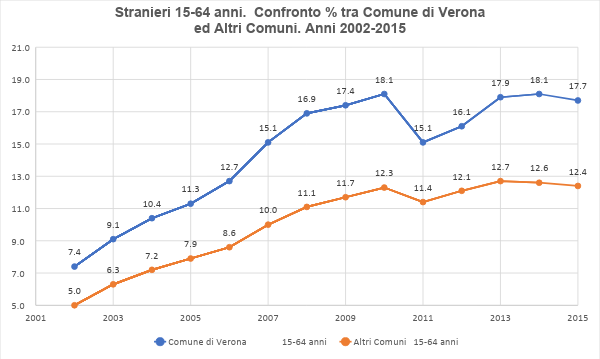 Stranieri 15-64 anni.  Confronto % tra Comune di Verona
ed Altri Comuni. Anni 2002-2015
21.0
19.0
17.0
15.0
13.0
11.0
9.0
7.0
5.0
7.4 9.1 10.4 11.3 12.7 15.1 16.9 17.4 18.1 15.1 16.1 17.9 18.1 17.7
5.0 6.3 7.2 7.9 8.6 10.0 11.1 11.7 12.3 11.4 12.1 12.7 12.6 12.4
2001 2003 2005 2007 2009 2011 2013 2015
Comune di Verona 15-64 anni Altri Comuni 15-64 anni